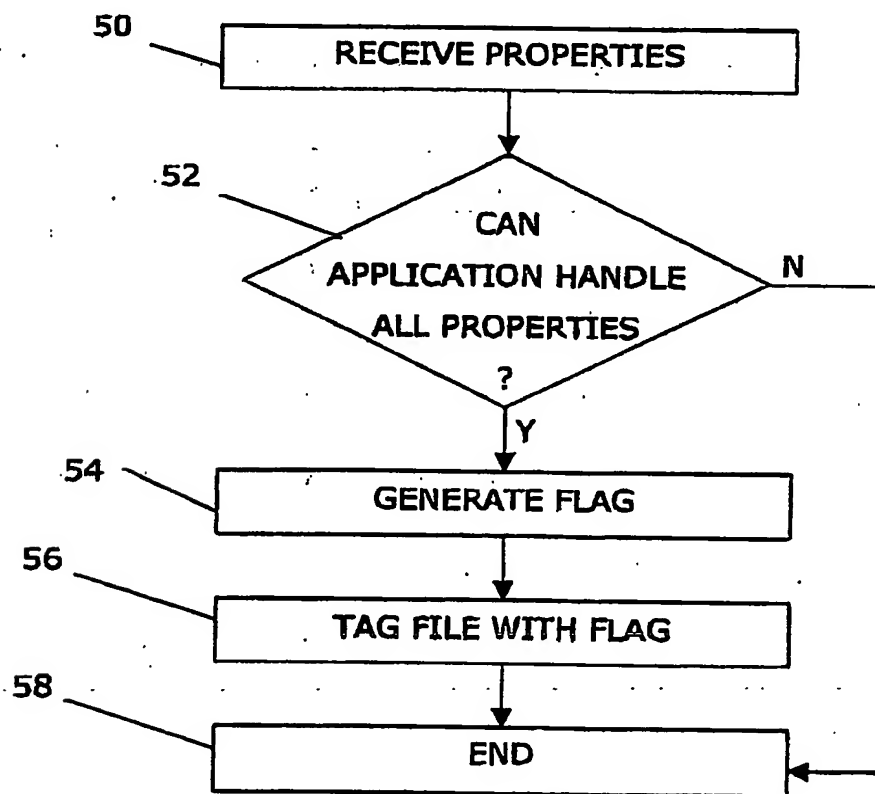 50
RECEIVE PROPERTIES
52
CAN
APPLICATION HANDLE
ALL PROPERTIES
?
N
Y
54
GENERATE FLAG
56
TAG FILE WITH FLAG
58
END